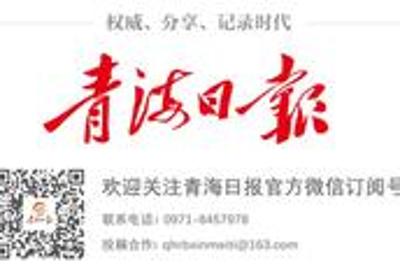 权威、分享、记录时代
青海日報
欢迎关注青海日报官方微信订阅号
联系电话: 0971-8457978
投稿合作: qhrbxinmeiti@163.com